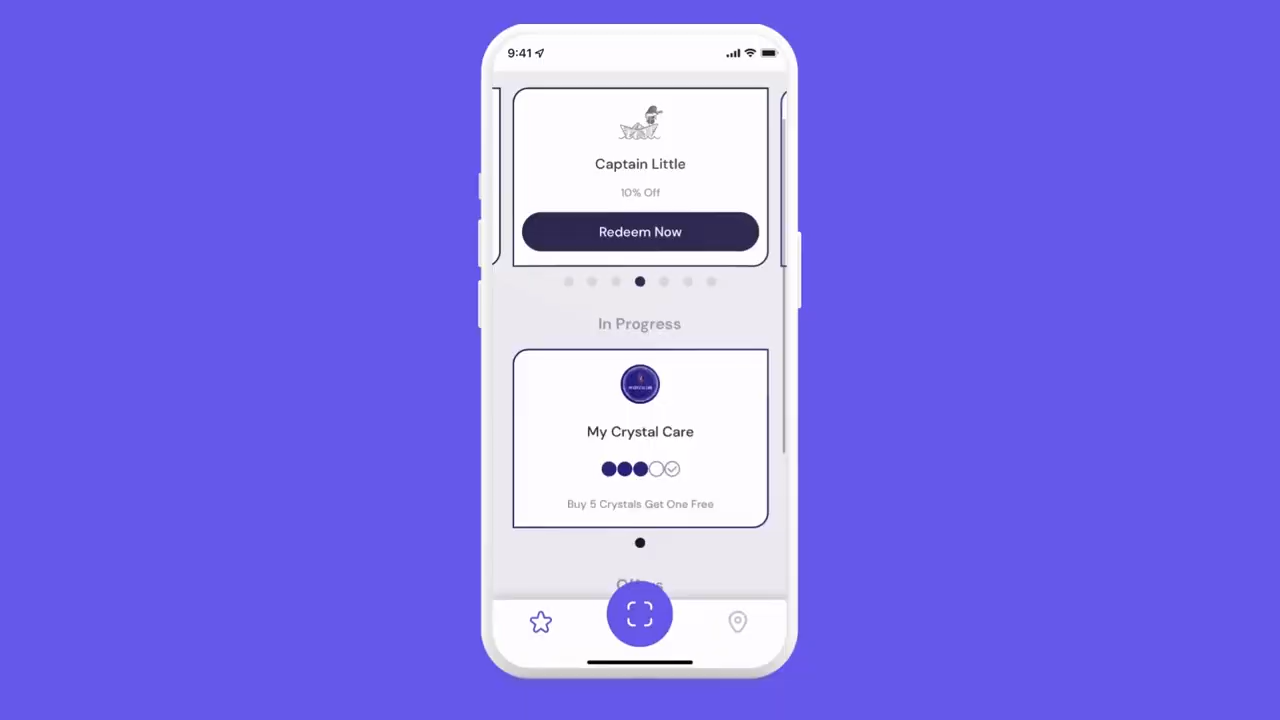 9:41
Captain Little
10% Off
Redeem Now
In Progress
My Crystal Care
Buy 5 Crystals Get One Free